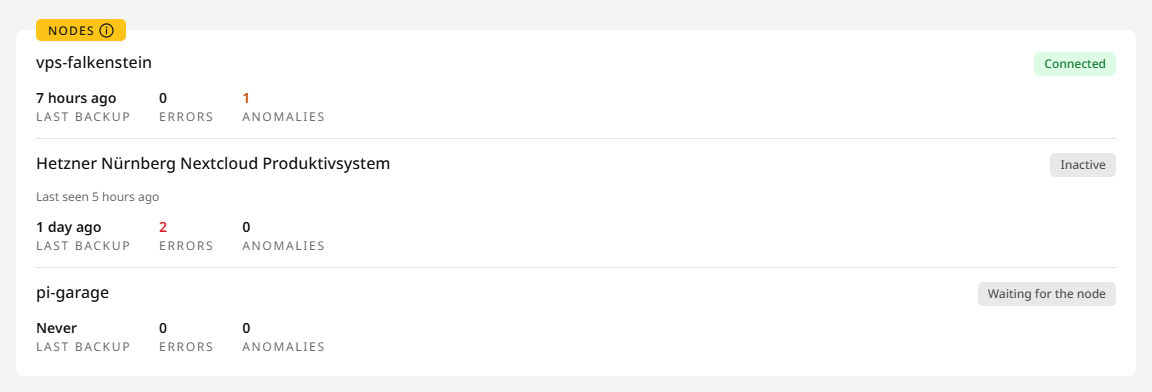 NODES
vps-falkenstein Connected
7 hours ago 0 1
LAST BACKUP ERRORS ANOMALIES
Hetzner Nürnberg Nextcloud Produktivsystem Inactive
Last seen 5 hours ago
1 day ago 2 0
LAST BACKUP ERRORS ANOMALIES
pi-garage Waiting for the node
Never 0 0
LAST BACKUP ERRORS ANOMALIES